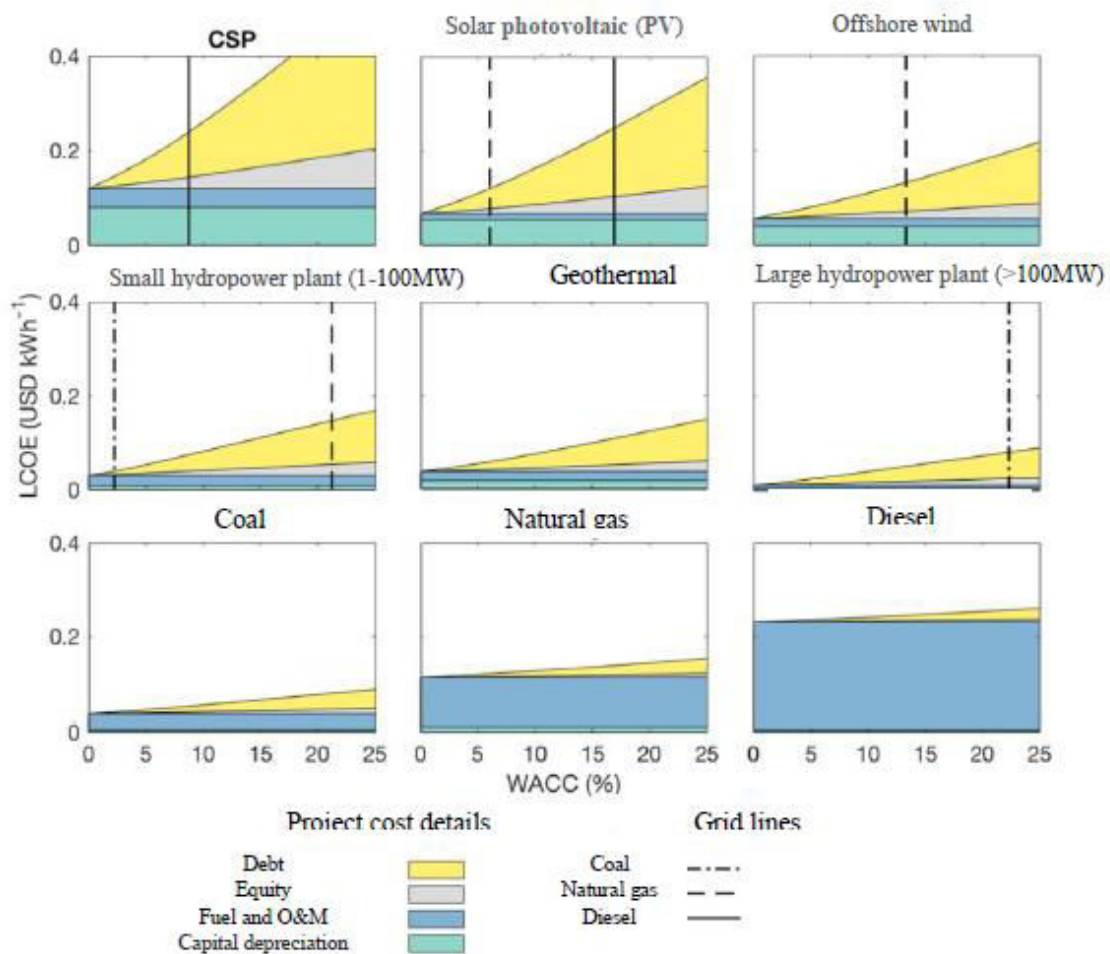 CSP
Solar photovoltaic (PV)
Offshore wind
0.4
0.2
0
Small hydropower plant (1-100MW)
Geothermal
Large hydropower plant (>100MW)
0.4
0.2
0
LCOE (USD kWh⁻¹)
Coal
Natural gas
Diesel
0.4
0.2
0
0 5 10 15 20 25
0 5 10 15 20 25
0 5 10 15 20 25
WACC (%)
Project cost details
Grid lines
Debt
Coal
Equity
Natural gas
Fuel and O&M
Diesel
Capital depreciation